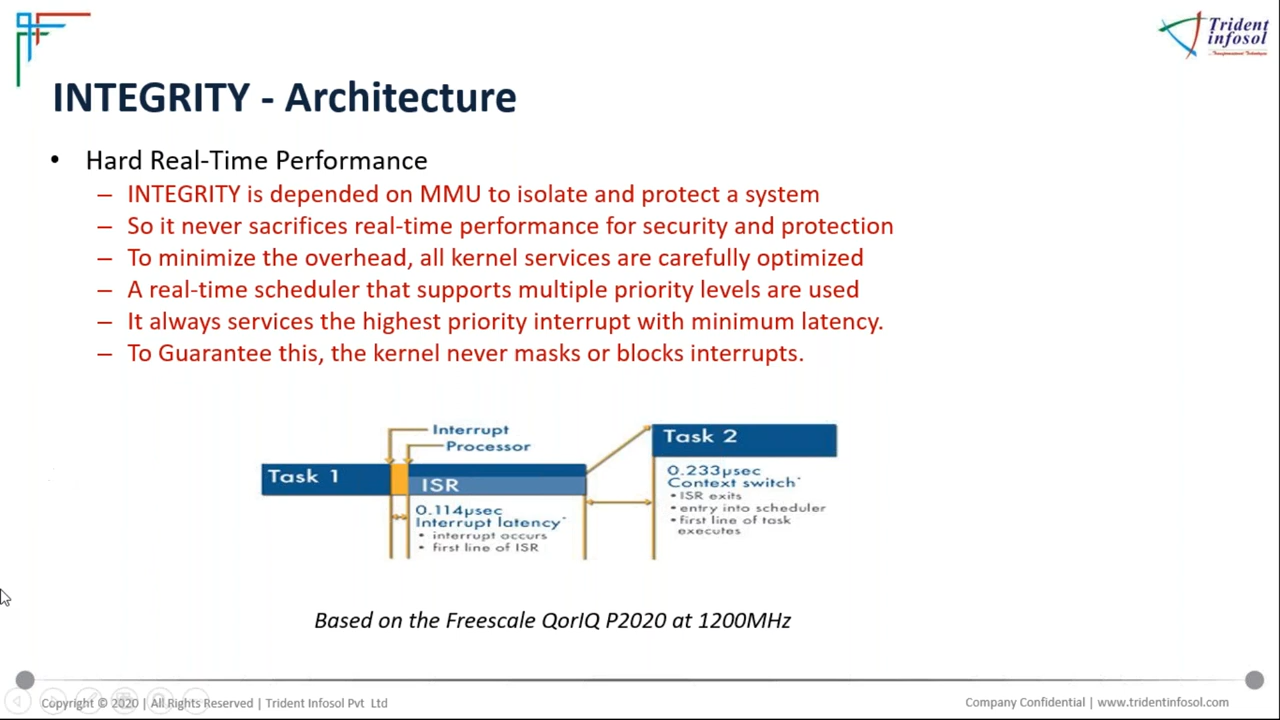 Trident
infosol
INTEGRITY - Architecture
• Hard Real-Time Performance
– INTEGRITY is depended on MMU to isolate and protect a system
– So it never sacrifices real-time performance for security and protection
– To minimize the overhead, all kernel services are carefully optimized
– A real-time scheduler that supports multiple priority levels are used
– It always services the highest priority interrupt with minimum latency.
– To Guarantee this, the kernel never masks or blocks interrupts.
Interrupt
Processor
Task 1
ISR
0.114µsec
Interrupt latency*
• interrupt occurs
• first line of ISR
Task 2
0.233µsec
Context switch*
• ISR exits
• entry into scheduler
• first line of task
executes
Based on the Freescale QorIQ P2020 at 1200MHz
Copyright © 2020 | All Rights Reserved | Trident Infosol Pvt Ltd
Company Confidential | www.tridentinfosol.com